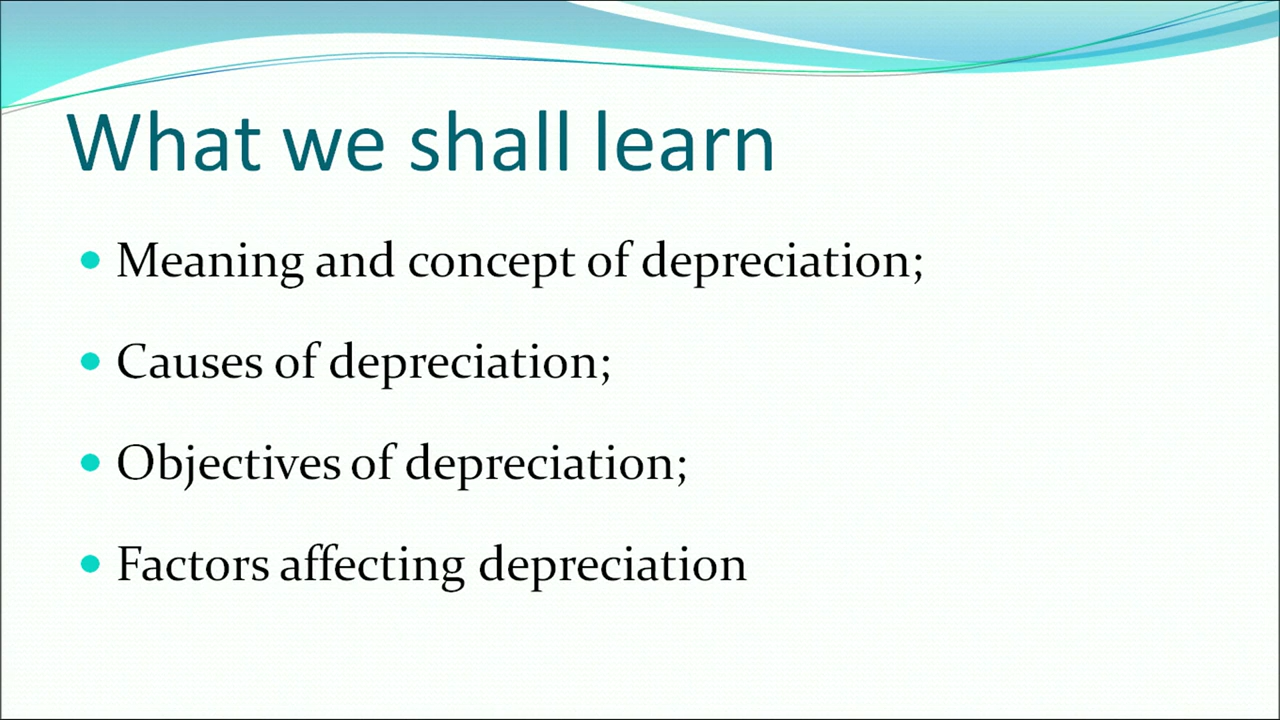 What we shall learn
Meaning and concept of depreciation;
Causes of depreciation;
Objectives of depreciation;
Factors affecting depreciation